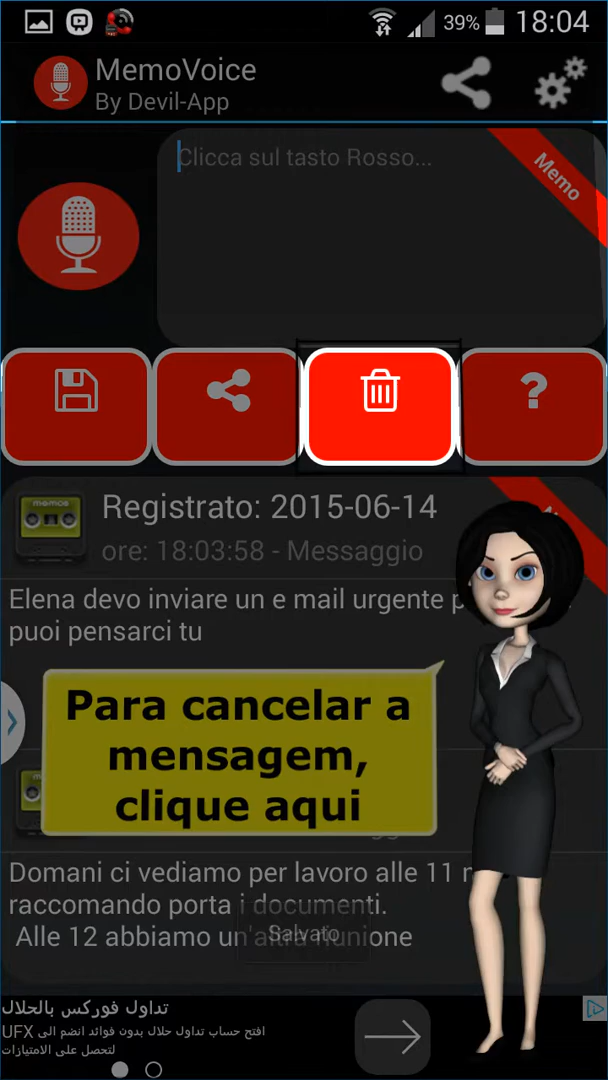 39% 18:04
MemoVoice
By Devil-App
Clicca sul tasto Rosso...
Memo
?
memos
Registrato: 2015-06-14
ore: 18:03:58 - Messaggio
Elena devo inviare un e mail urgente
puoi pensarci tu
Para cancelar a
mensagem,
clique aqui
Domani ci vediamo per lavoro alle 11
raccomando porta i documenti.
Alle 12 abbiamo un'altra riunione
Salvato
تداول فوركس بالحلال
افتح حساب تداول حلال بدون فوائد انضم الى UFX
لتحصل على الامتيازات